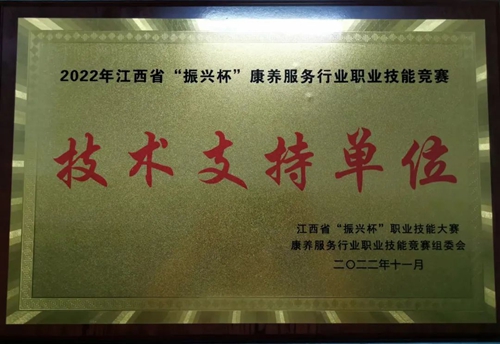 2022年江西省“振兴杯”康养服务行业职业技能竞赛
技术支持单位
江西省“振兴杯”职业技能大赛
康养服务行业职业技能竞赛组委会
二〇二二年十一月